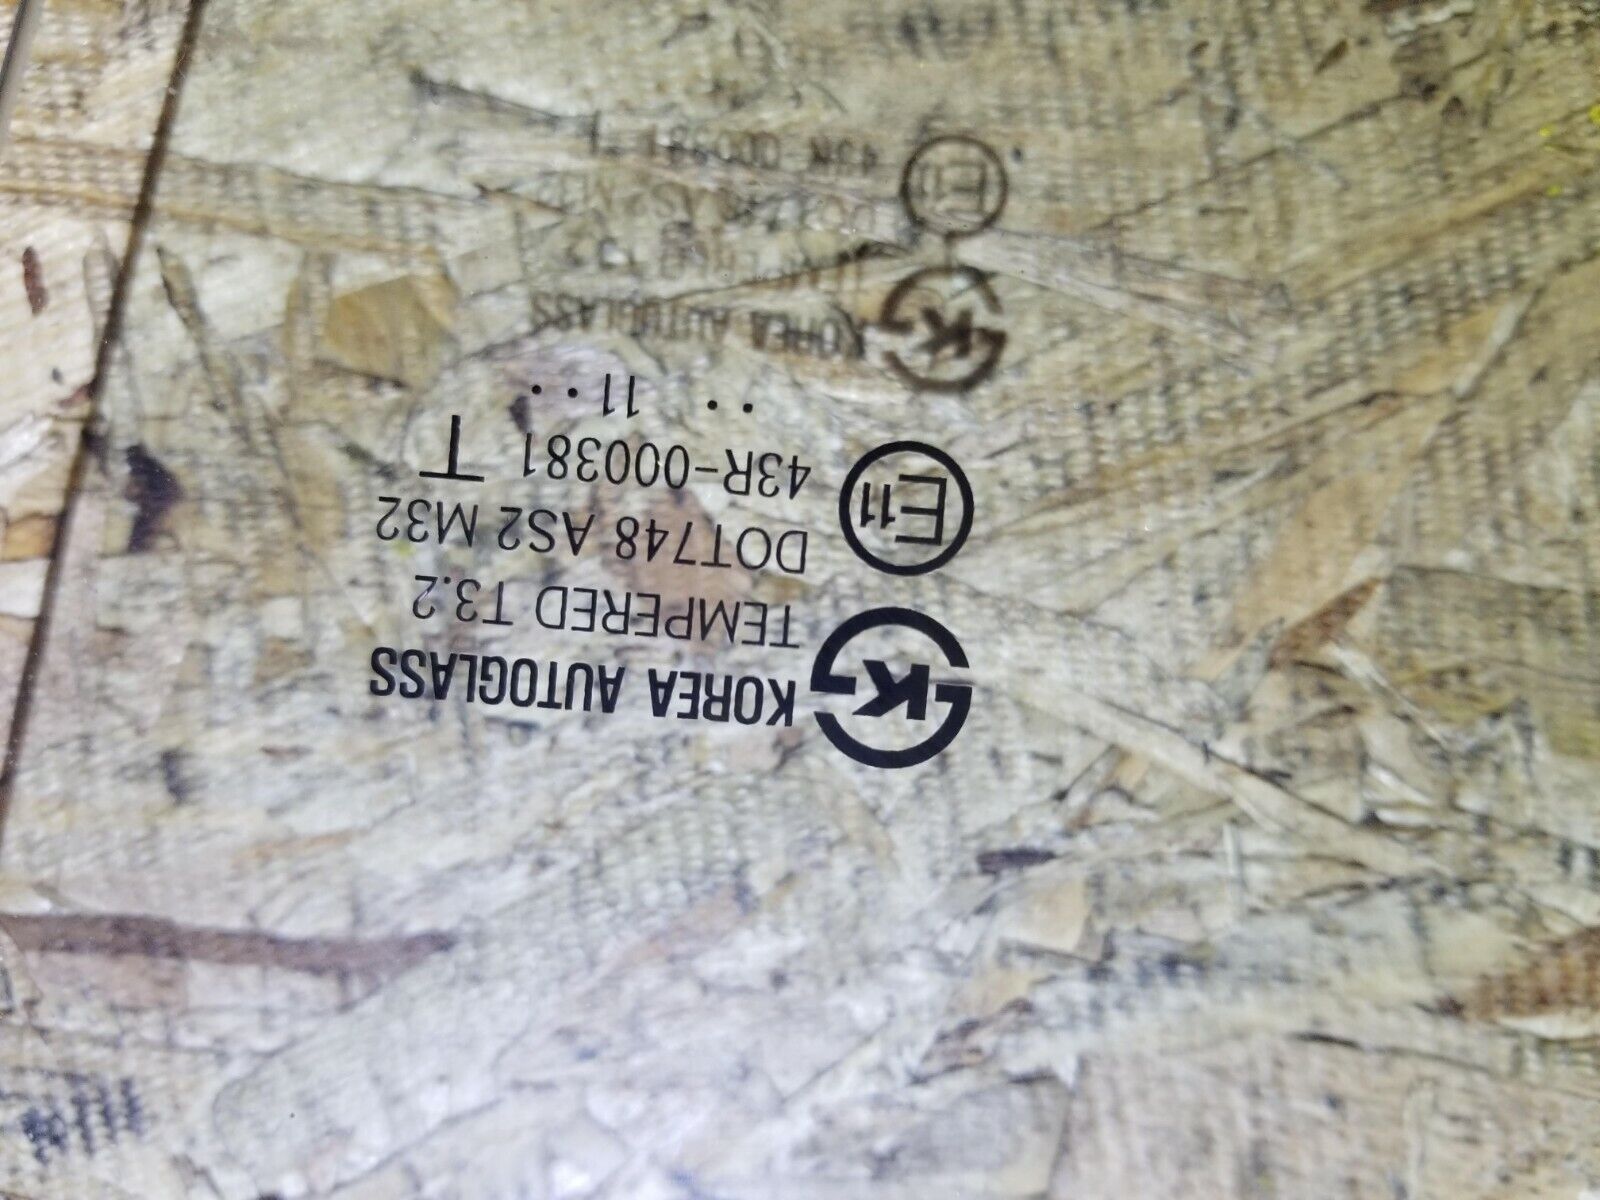 KOREA AUTOGLASS
TEMPERED T3.2
DOT748 AS2 M32
E11 43R-000381 ⊥
.. 11 ..